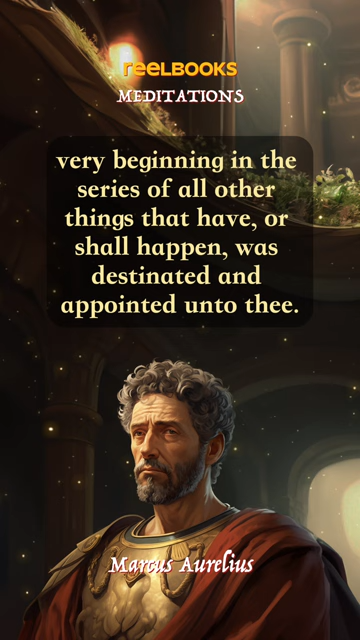 reelBOOKS
MEDITATIONS
very beginning in the
series of all other
things that have, or
shall happen, was
destinated and
appointed unto thee.
Marcus Aurelius